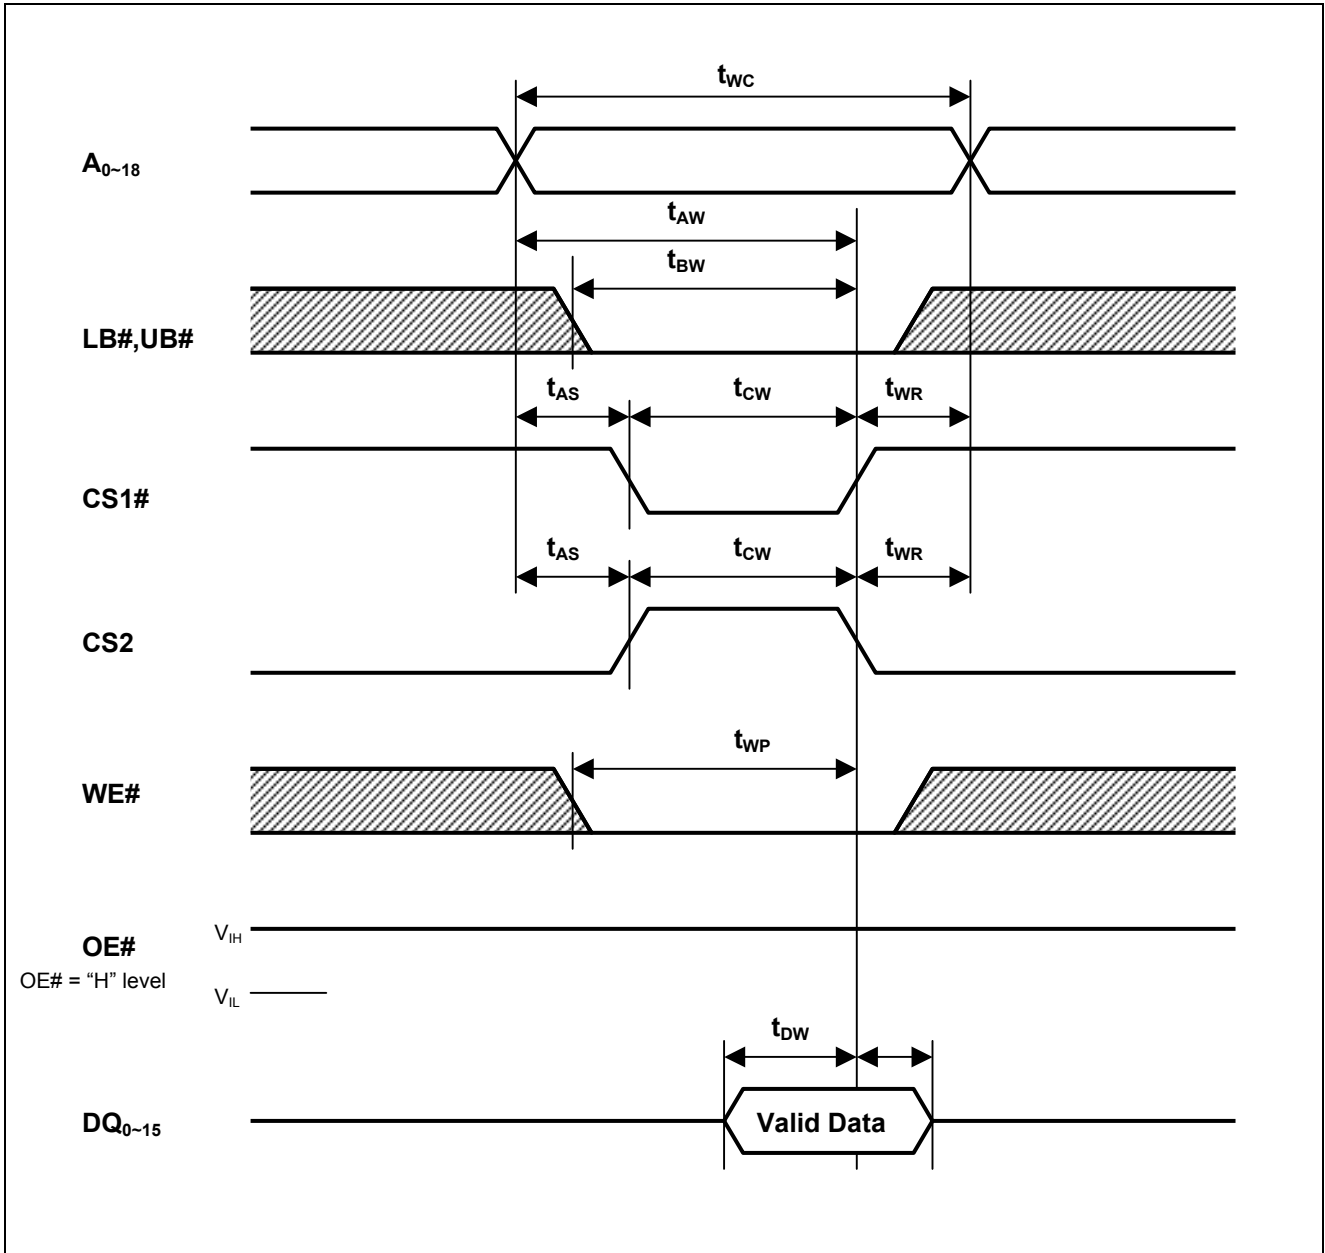 tWC
A0~18
tAW
tBW
LB#,UB#
tAS tCW tWR
CS1#
tAS tCW tWR
CS2
tWP
WE#
VIH
OE#
OE# = “H” level
VIL
tDW
DQ0~15 Valid Data